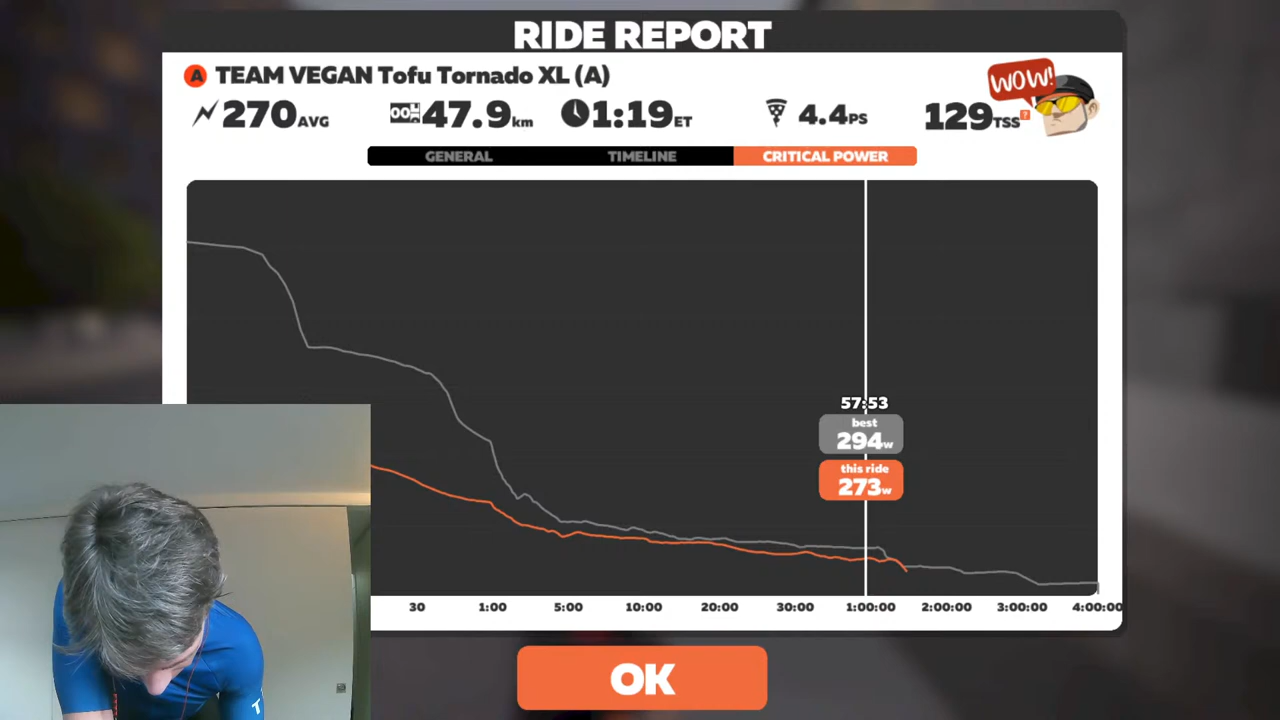 RIDE REPORT
A TEAM VEGAN Tofu Tornado XL (A)
WOW!
270AVG 47.9km 1:19ET 4.4PS 129TSS ?
GENERAL TIMELINE CRITICAL POWER
57:53
best
294w
this ride
273w
30 1:00 5:00 10:00 20:00 30:00 1:00:00 2:00:00 3:00:00 4:00:00
OK
T